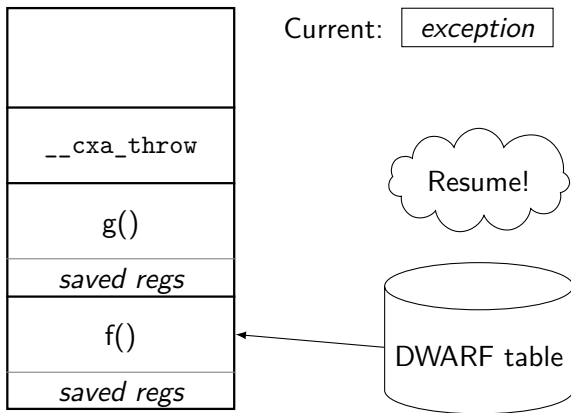 Current: exception
__cxa_throw
Resume!
g()
saved regs
f()
DWARF table
saved regs